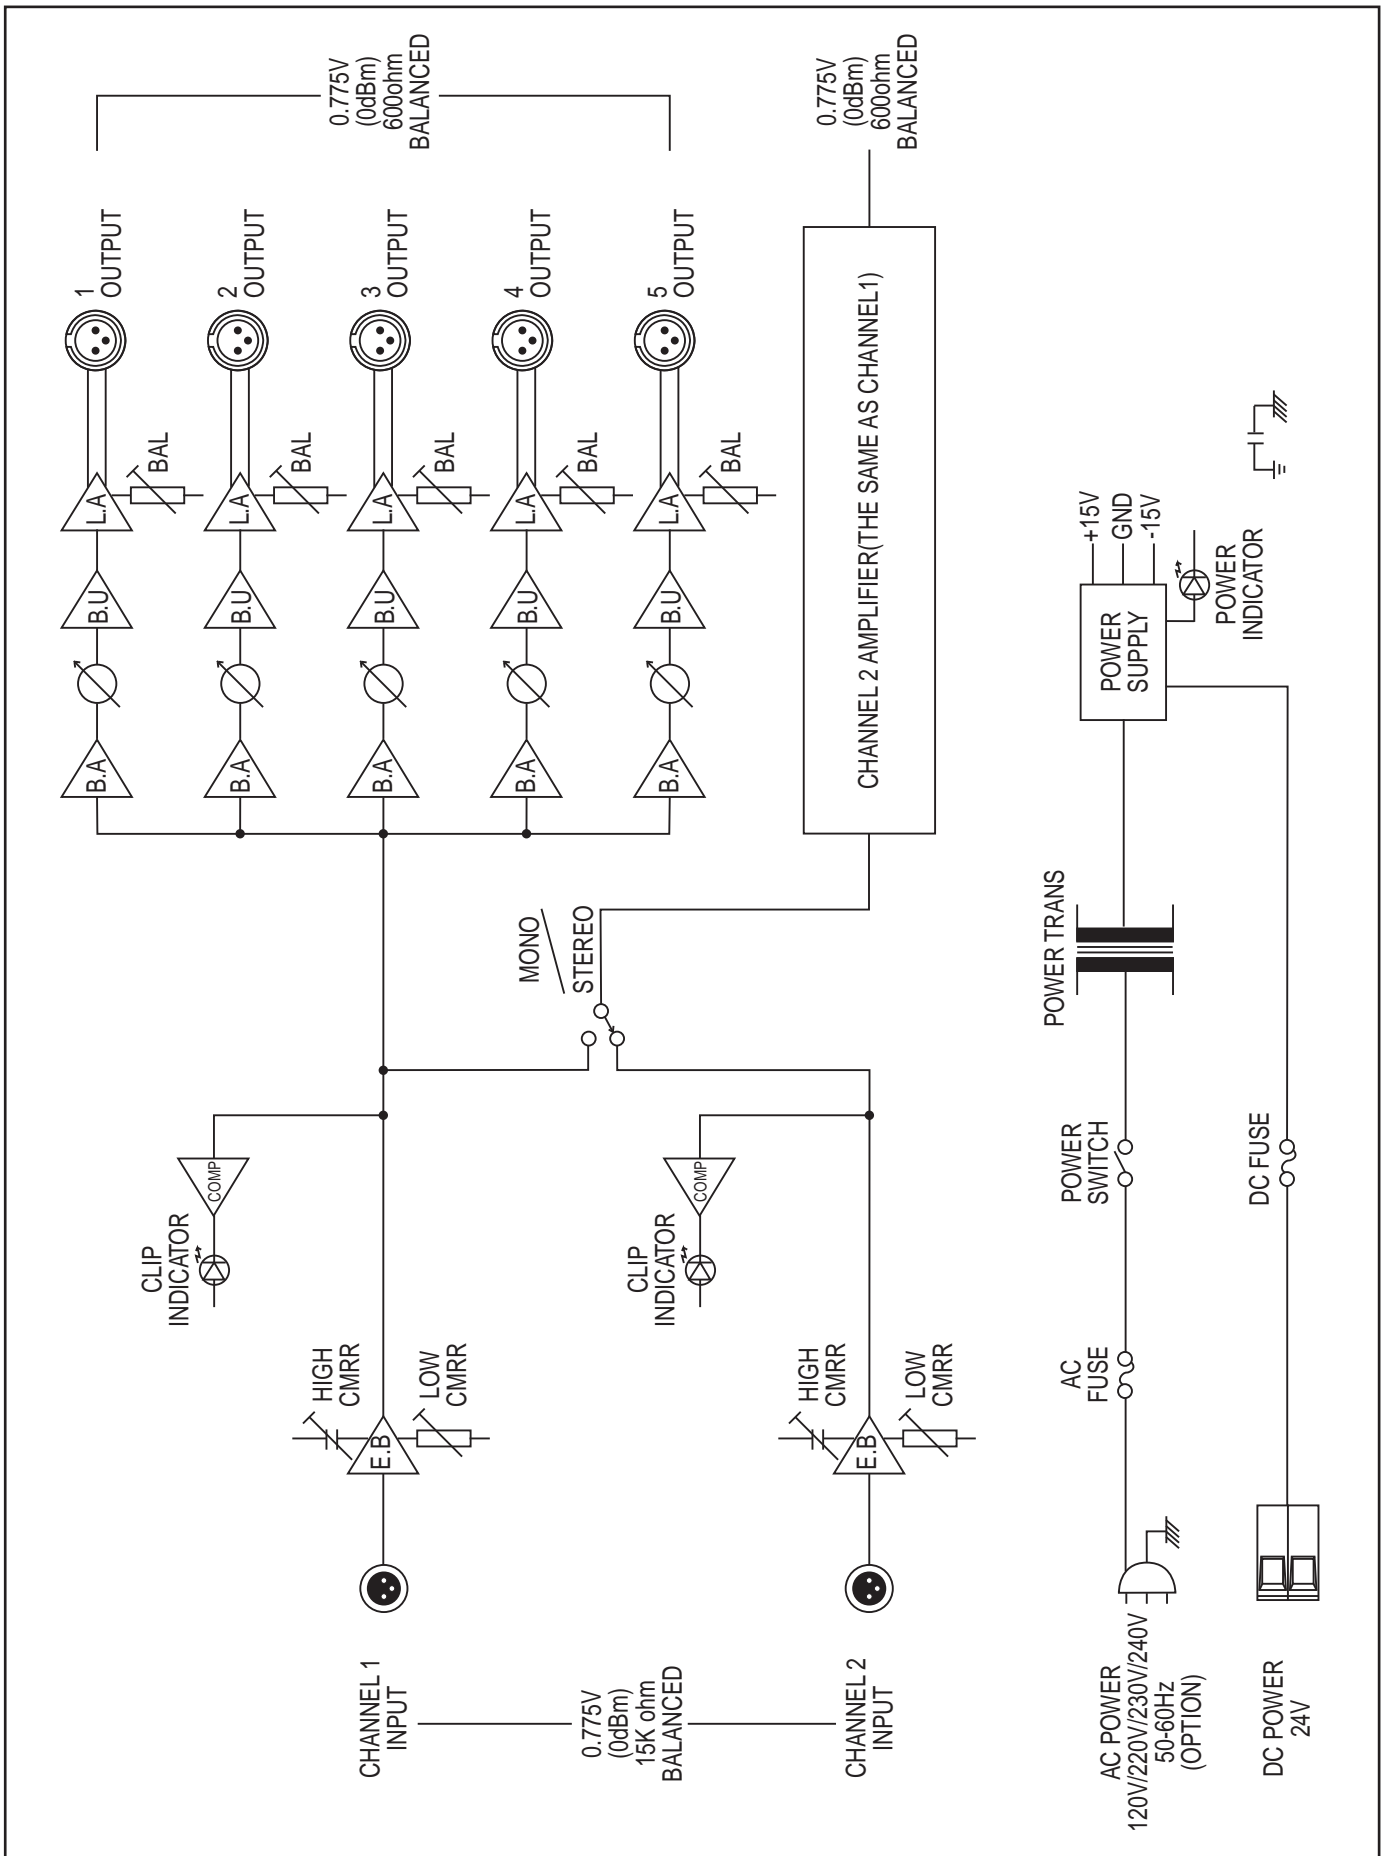 CHANNEL 1
INPUT
0.775V
(0dBm)
15K ohm
BALANCED
CHANNEL 2
INPUT
E.B
HIGH
CMRR
LOW
CMRR
CLIP
INDICATOR
COMP
E.B
HIGH
CMRR
LOW
CMRR
CLIP
INDICATOR
COMP
MONO
STEREO
B.A
B.U
L.A
BAL
1
OUTPUT
B.A
B.U
L.A
BAL
2
OUTPUT
B.A
B.U
L.A
BAL
3
OUTPUT
B.A
B.U
L.A
BAL
4
OUTPUT
B.A
B.U
L.A
BAL
5
OUTPUT
0.775V
(0dBm)
600ohm
BALANCED
CHANNEL 2 AMPLIFIER(THE SAME AS CHANNEL1)
0.775V
(0dBm)
600ohm
BALANCED
AC POWER
120V/220V/230V/240V
50-60Hz
(OPTION)
AC
FUSE
POWER
SWITCH
POWER TRANS
POWER
SUPPLY
+15V
GND
-15V
POWER
INDICATOR
DC POWER
24V
DC FUSE